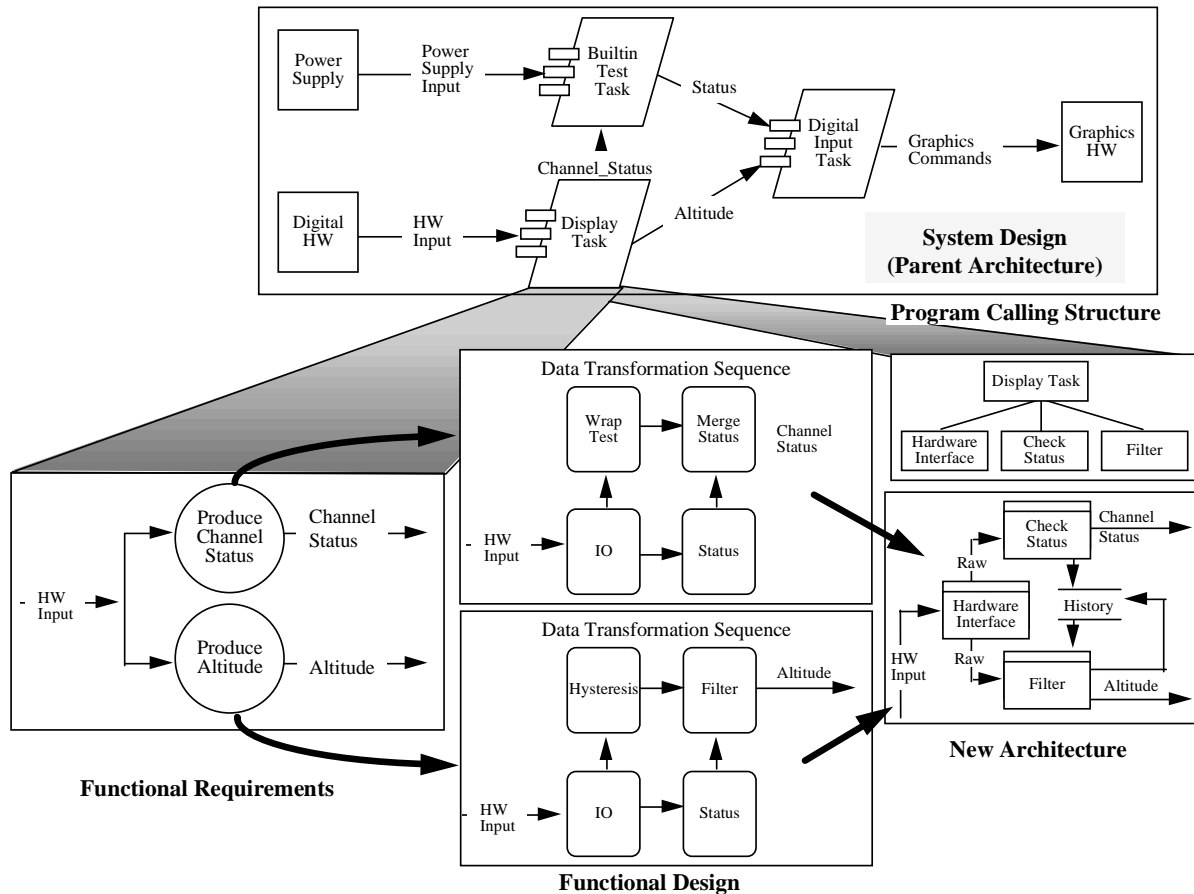 Power
Supply
Power
Supply
Input
Builtin
Test
Task
Status
Digital
Input
Task
Graphics
Commands
Graphics
HW
Channel_Status
Digital
HW
HW
Input
Display
Task
Altitude
System Design
(Parent Architecture)
Program Calling Structure
Data Transformation Sequence
Wrap
Test
Merge
Status
Channel
Status
HW
Input
IO
Status
Display Task
Hardware
Interface
Check
Status
Filter
Produce
Channel
Status
Channel
Status
HW
Input
Produce
Altitude
Altitude
Functional Requirements
Data Transformation Sequence
Hysteresis
Filter
Altitude
HW
Input
IO
Status
Functional Design
Check
Status
Channel
Status
Raw
Hardware
Interface
History
HW
Input
Raw
Filter
Altitude
New Architecture